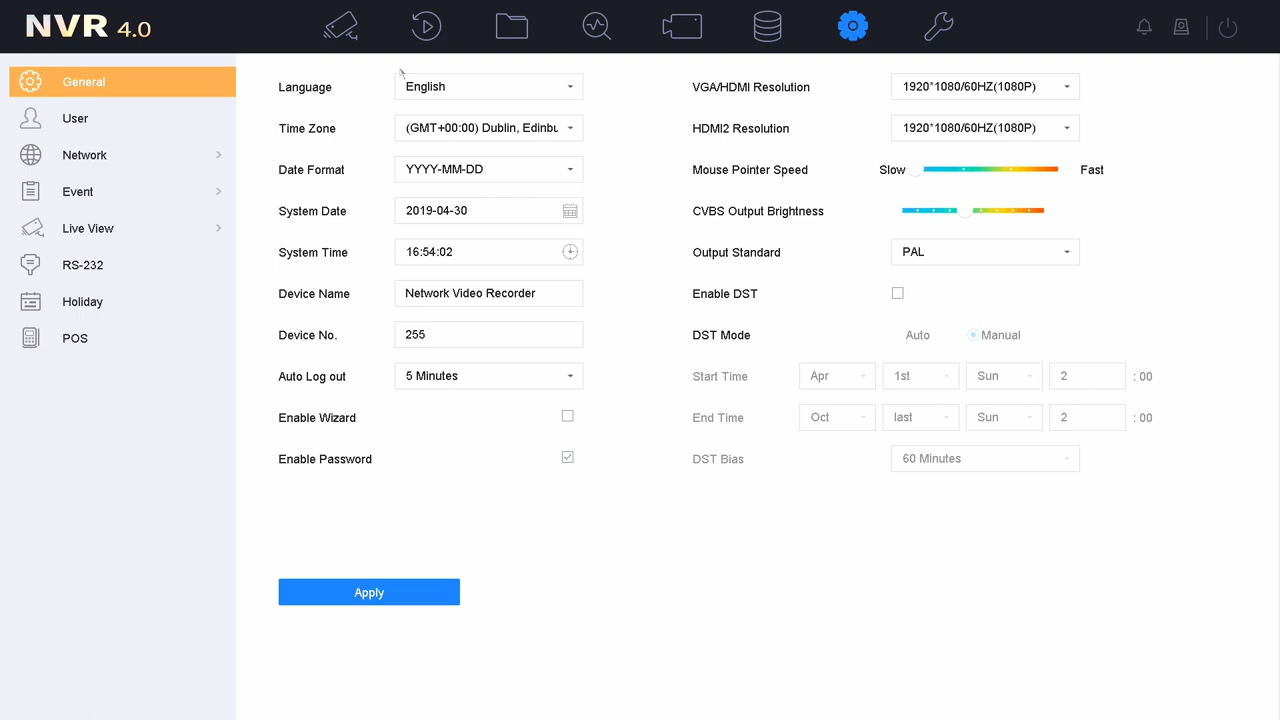 NVR 4.0
General
User
Network
Event
Live View
RS-232
Holiday
POS
Language English
Time Zone (GMT+00:00) Dublin, Edinbu
Date Format YYYY-MM-DD
System Date 2019-04-30
System Time 16:54:02
Device Name Network Video Recorder
Device No. 255
Auto Log out 5 Minutes
Enable Wizard
Enable Password
Apply
VGA/HDMI Resolution 1920*1080/60HZ(1080P)
HDMI2 Resolution 1920*1080/60HZ(1080P)
Mouse Pointer Speed Slow Fast
CVBS Output Brightness
Output Standard PAL
Enable DST
DST Mode Auto Manual
Start Time Apr 1st Sun 2 : 00
End Time Oct last Sun 2 : 00
DST Bias 60 Minutes